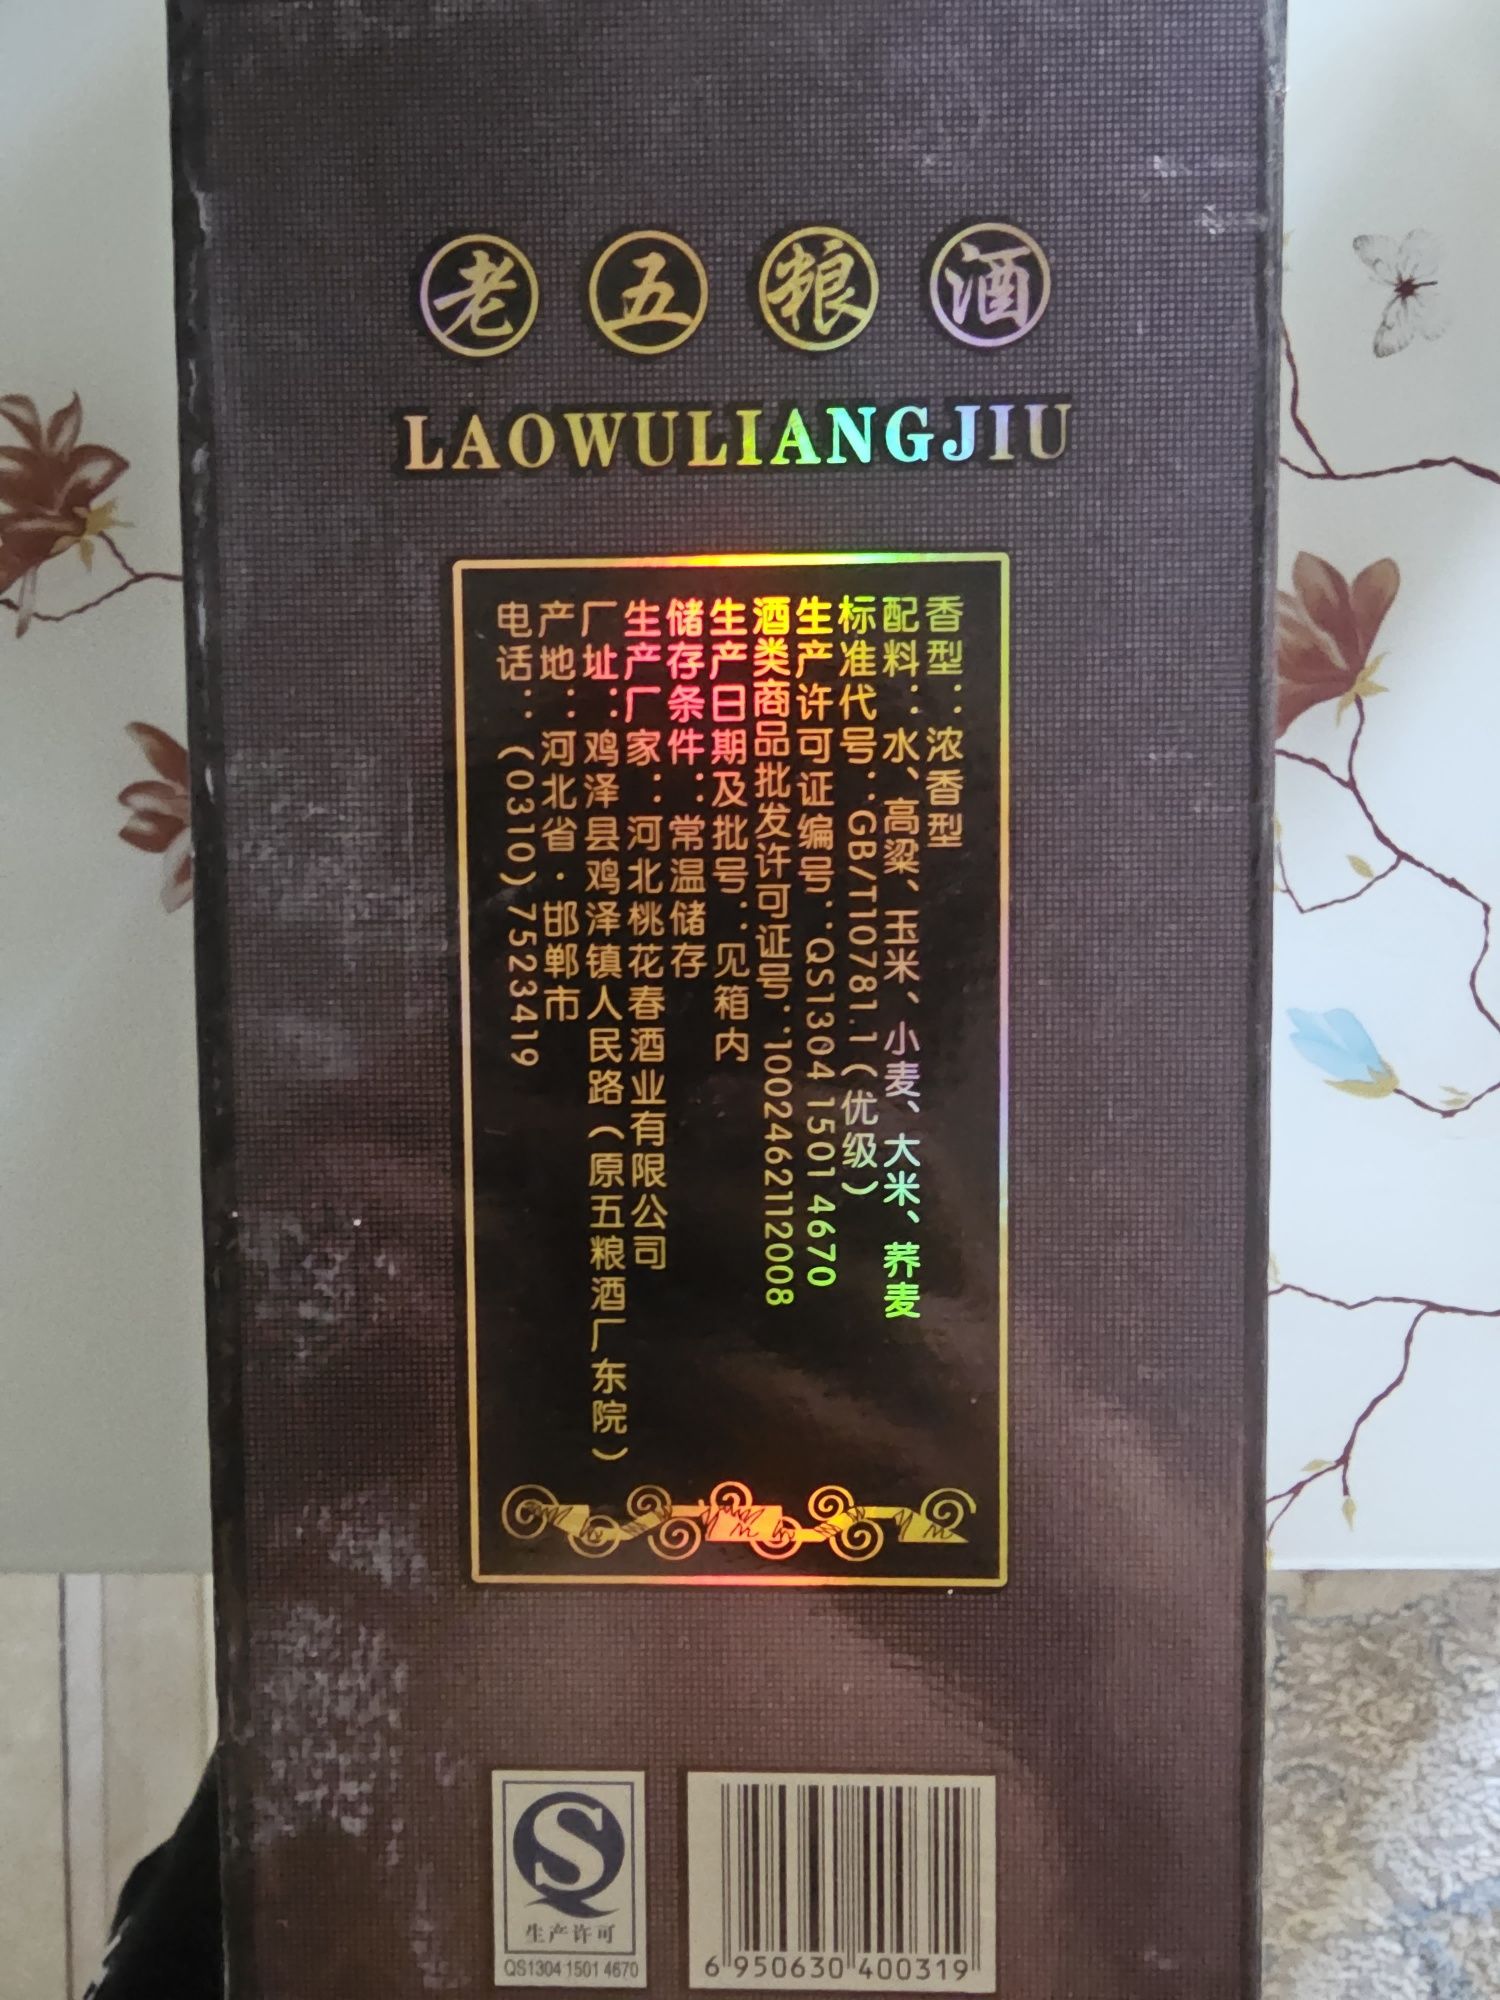 老五粮酒
LAOWULIANGJIU
香型：浓香型
配料：水、高粱、玉米、小麦、大米、荞麦
标准代号：GB/T10781.1（优级）
生产许可证编号：QS1304 1501 4670
酒类商品批发许可证号：1002462112008
生产日期及批号：见箱内
储存条件：常温储存
生产厂家：河北桃花春酒业有限公司
厂址：鸡泽县鸡泽镇人民路（原五粮酒厂东院）
产地：河北省·邯郸市
电话：（0310）7523419
生产许可
QS1304 1501 4670
6 950630 400319